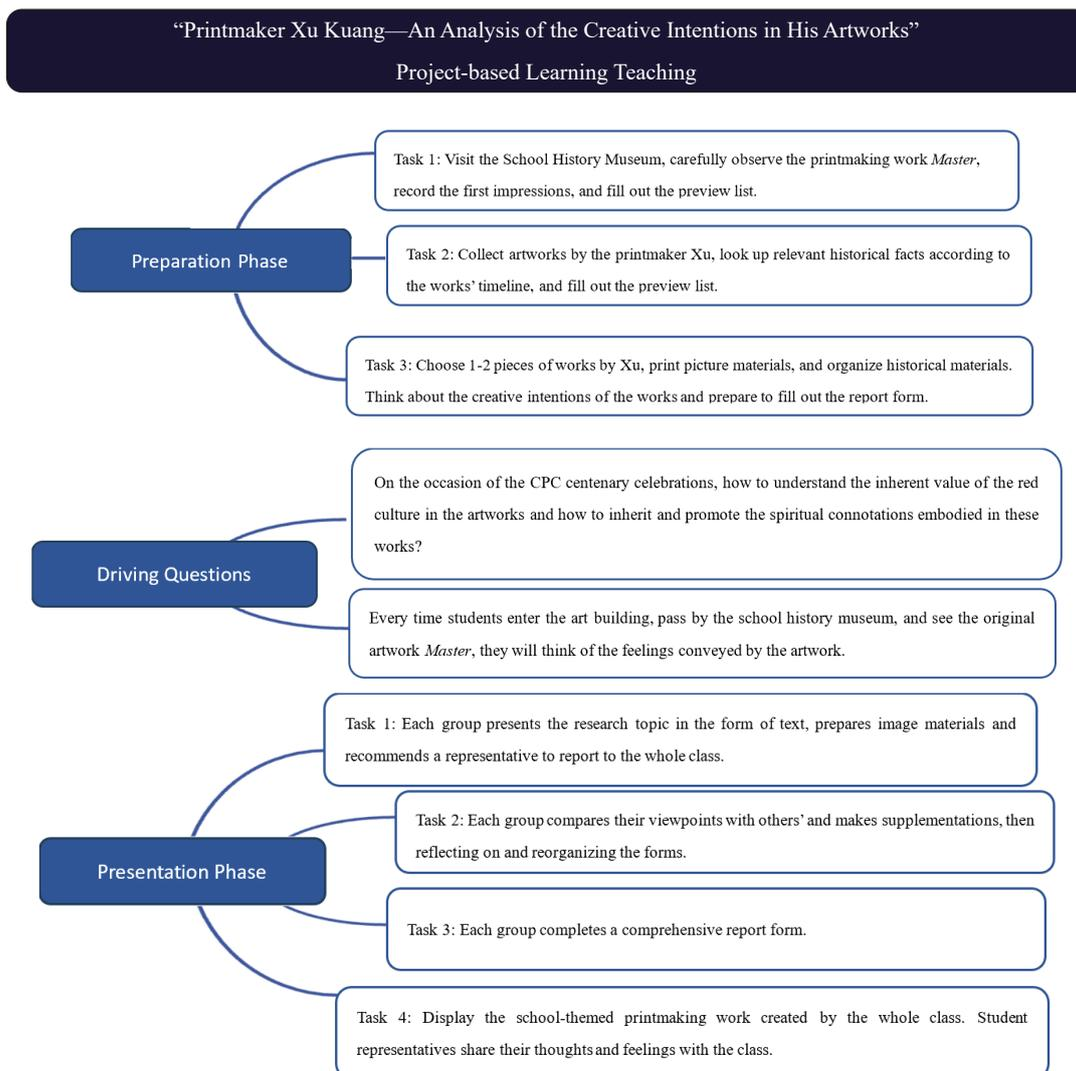 “Printmaker Xu Kuang—An Analysis of the Creative Intentions in His Artworks”
Project-based Learning Teaching
Preparation Phase
Task 1: Visit the School History Museum, carefully observe the printmaking work Master,
record the first impressions, and fill out the preview list.
Task 2: Collect artworks by the printmaker Xu, look up relevant historical facts according to
the works’ timeline, and fill out the preview list.
Task 3: Choose 1-2 pieces of works by Xu, print picture materials, and organize historical materials.
Think about the creative intentions of the works and prepare to fill out the report form.
Driving Questions
On the occasion of the CPC centenary celebrations, how to understand the inherent value of the red
culture in the artworks and how to inherit and promote the spiritual connotations embodied in these
works?
Every time students enter the art building, pass by the school history museum, and see the original
artwork Master, they will think of the feelings conveyed by the artwork.
Presentation Phase
Task 1: Each group presents the research topic in the form of text, prepares image materials and
recommends a representative to report to the whole class.
Task 2: Each group compares their viewpoints with others’ and makes supplementations, then
reflecting on and reorganizing the forms.
Task 3: Each group completes a comprehensive report form.
Task 4: Display the school-themed printmaking work created by the whole class. Student
representatives share their thoughts and feelings with the class.